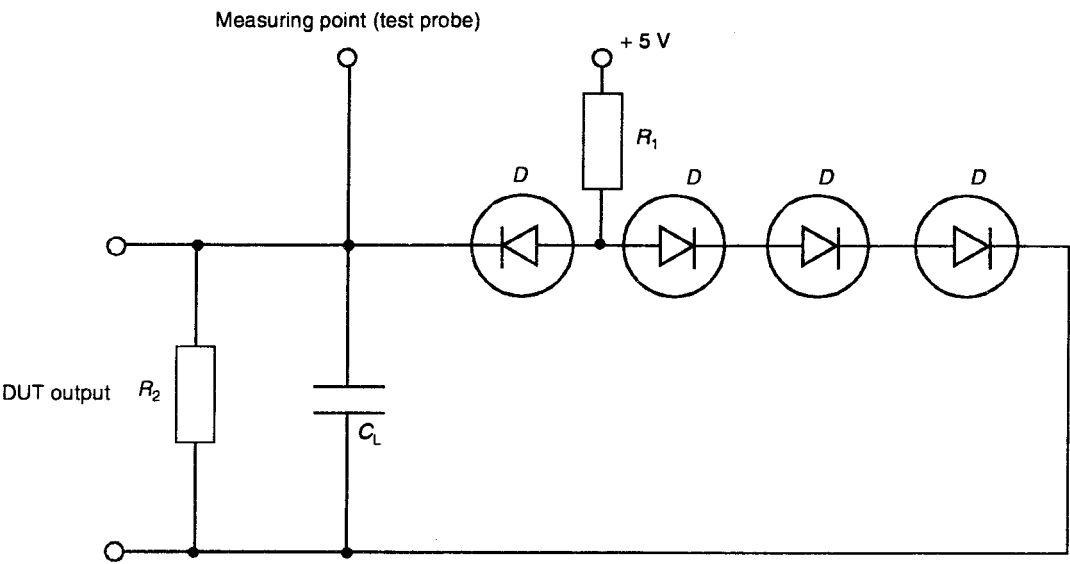 Measuring point (test probe)
+ 5 V
R1
D
D
D
D
DUT output
R2
CL